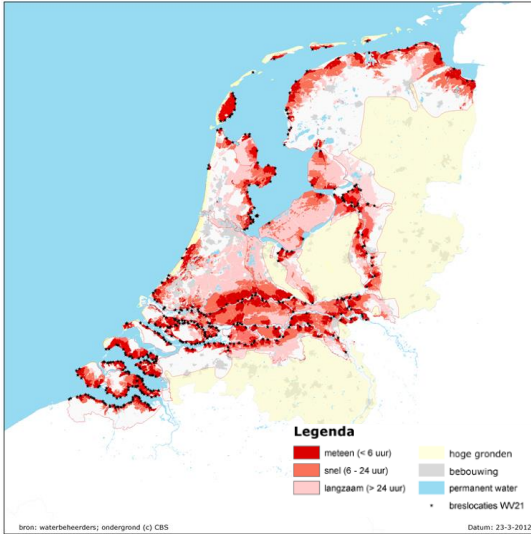 Legenda
meteen (< 6 uur)
snel (6 - 24 uur)
langzaam (> 24 uur)
hoge gronden
bebouwing
permanent water
breslocaties WV21
bron: waterbeheerders; ondergrond (c) CBS
Datum: 23-3-2012